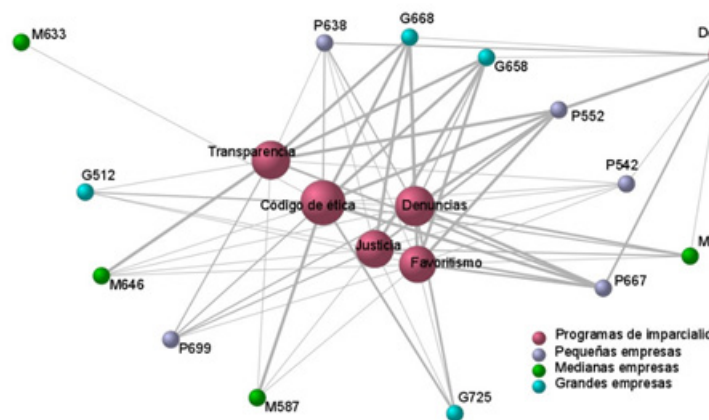 M633
P638
G668
G658
P552
Transparencia
P542
G512
Código de ética
Denuncias
Justicia
Favoritismo
M646
P667
P699
Programas de
Pequeñas empresas
Medianas empresas
Grandes empresas
M587
G725